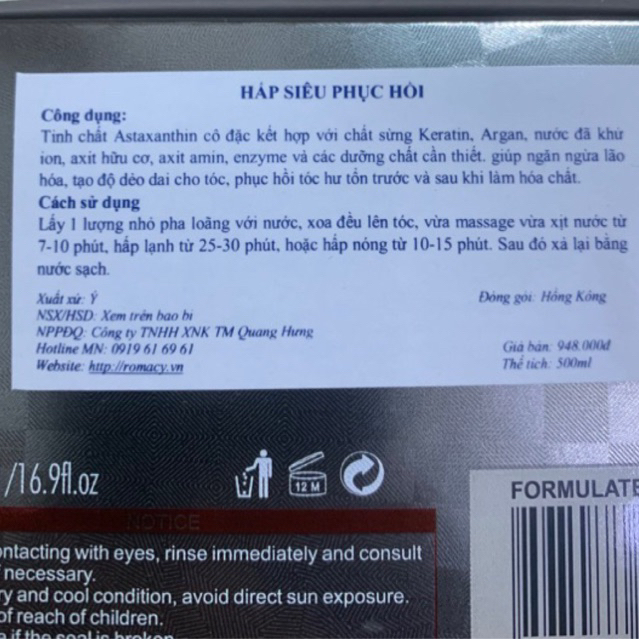 HẤP SIÊU PHỤC HỒI
Công dụng:
Tinh chất Astaxanthin cô đặc kết hợp với chất sừng Keratin, Argan, nước đã khử
ion, axit hữu cơ, axit amin, enzyme và các dưỡng chất cần thiết. giúp ngăn ngừa lão
hóa, tạo độ dẻo dai cho tóc, phục hồi tóc hư tổn trước và sau khi làm hóa chất.
Cách sử dụng
Lấy 1 lượng nhỏ pha loãng với nước, xoa đều lên tóc, vừa massage vừa xịt nước từ
7-10 phút, hấp lạnh từ 25-30 phút, hoặc hấp nóng từ 10-15 phút. Sau đó xả lại bằng
nước sạch.
Xuất xứ: Ý
Đóng gói: Hồng Kông
NSX/HSD: Xem trên bao bì
NPPĐQ: Công ty TNHH XNK TM Quang Hưng
Hotline MN: 0919 61 69 61
Giá bán: 948.000đ
Website: http://romacy.vn
Thể tích: 500ml
/16.9fl.oz
12 M
FORMULATE
NOTICE
ontacting with eyes, rinse immediately and consult
necessary.
ry and cool condition, avoid direct sun exposure.
of reach of children.
if the seal is broken